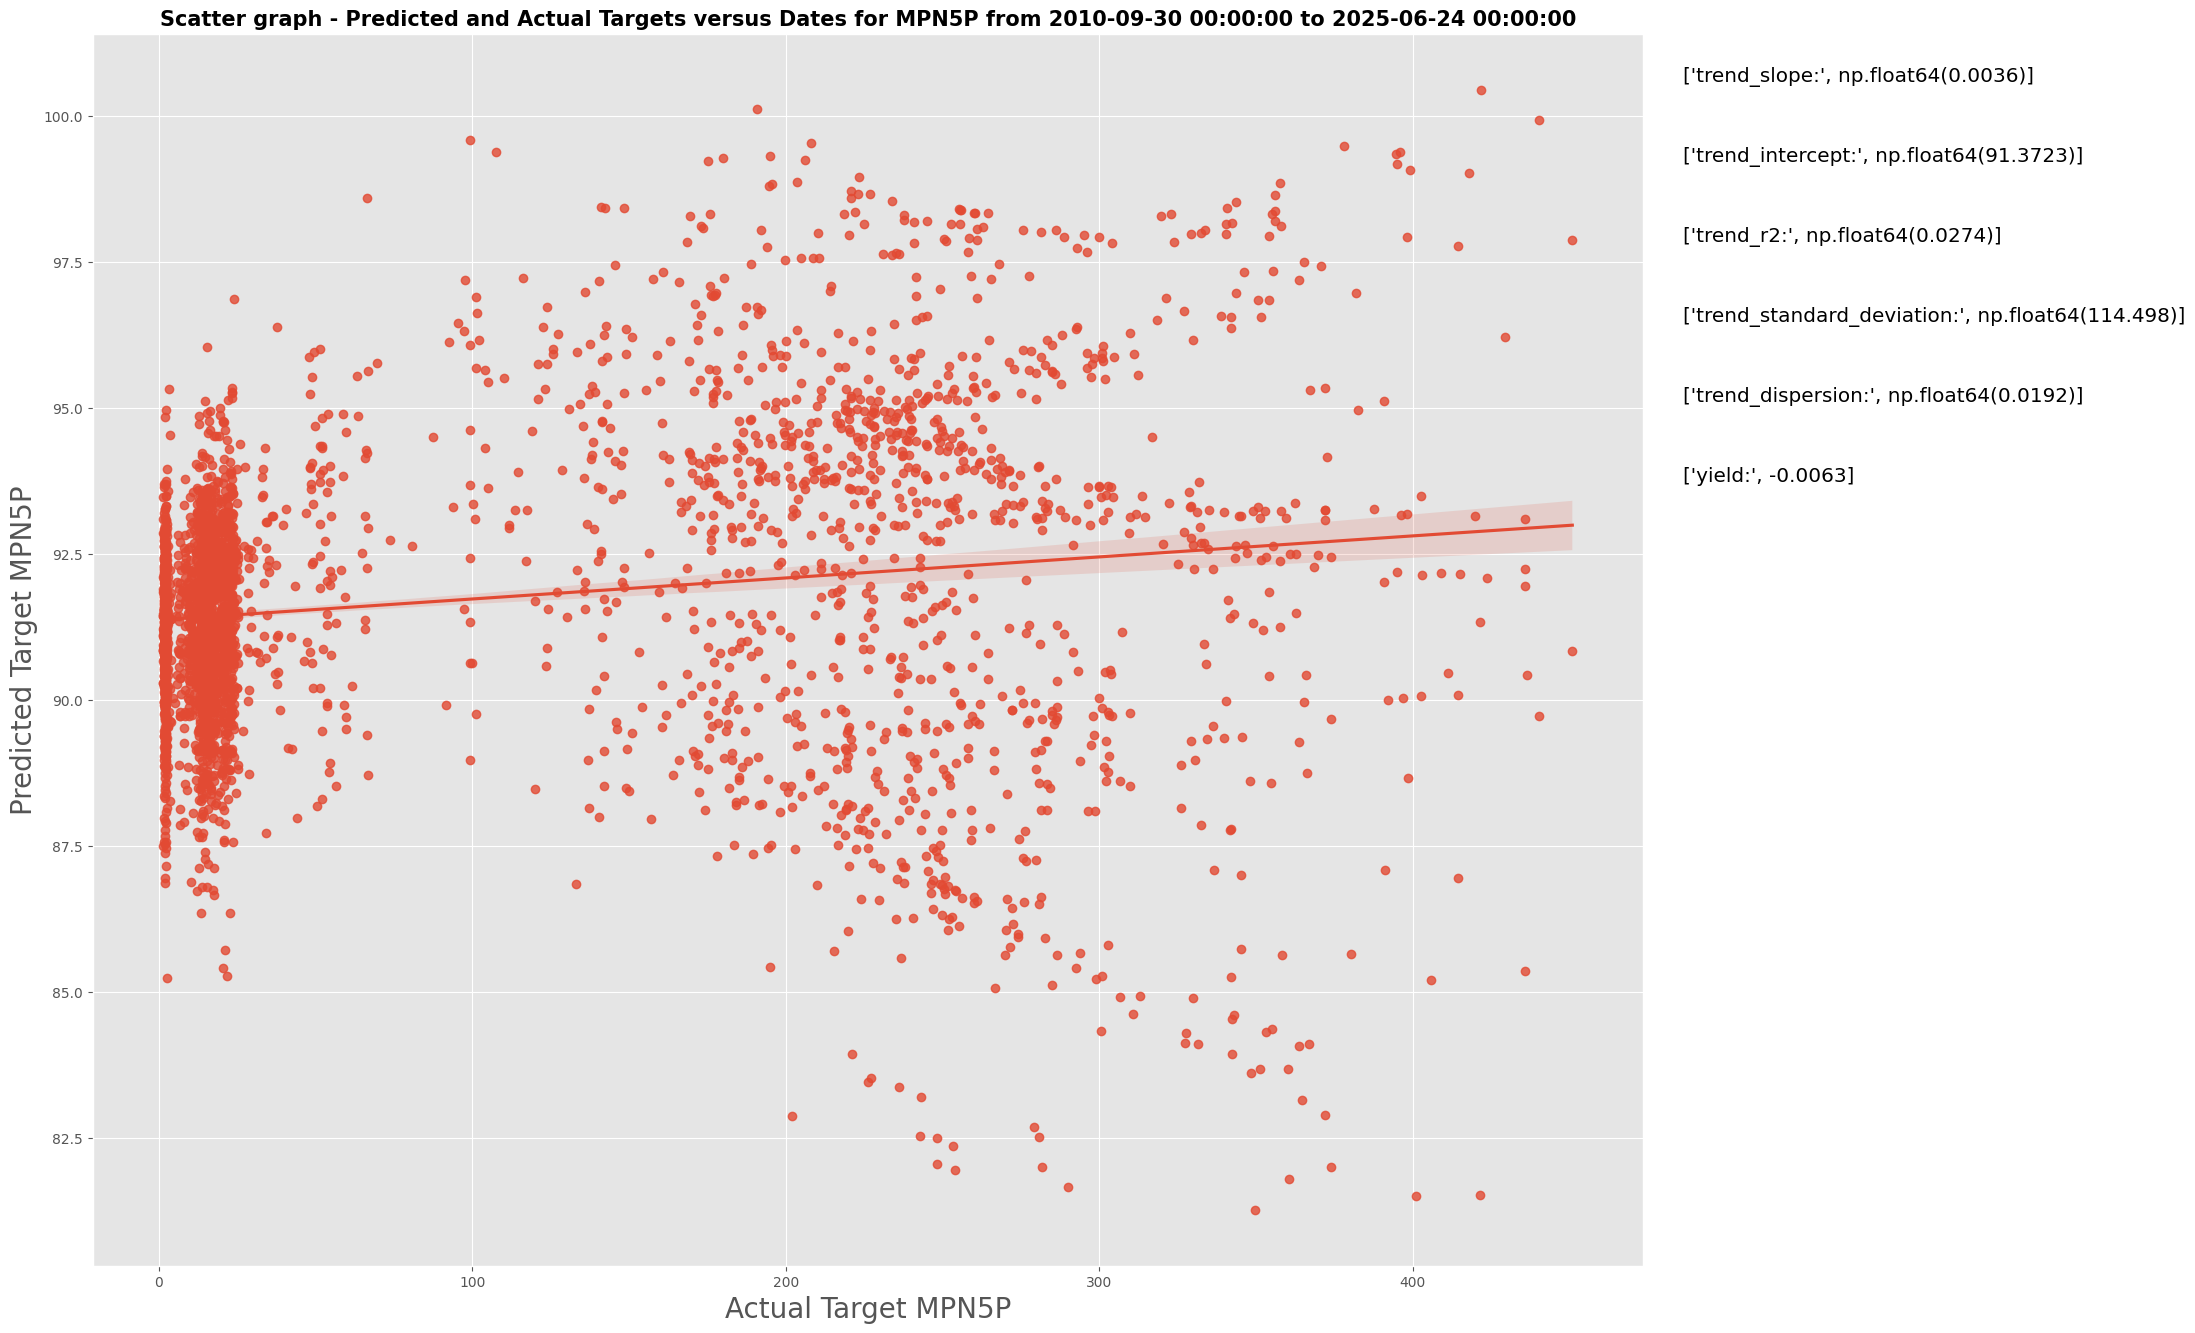 Scatter graph - Predicted and Actual Targets versus Dates for MPN5P from 2010-09-30 00:00:00 to 2025-06-24 00:00:00
['trend_slope:', np.float64(0.0036)]
['trend_intercept:', np.float64(91.3723)]
['trend_r2:', np.float64(0.0274)]
['trend_standard_deviation:', np.float64(114.498)]
['trend_dispersion:', np.float64(0.0192)]
['yield:', -0.0063]
Predicted Target MPN5P
100.0
97.5
95.0
92.5
90.0
87.5
85.0
82.5
0
100
200
300
400
Actual Target MPN5P